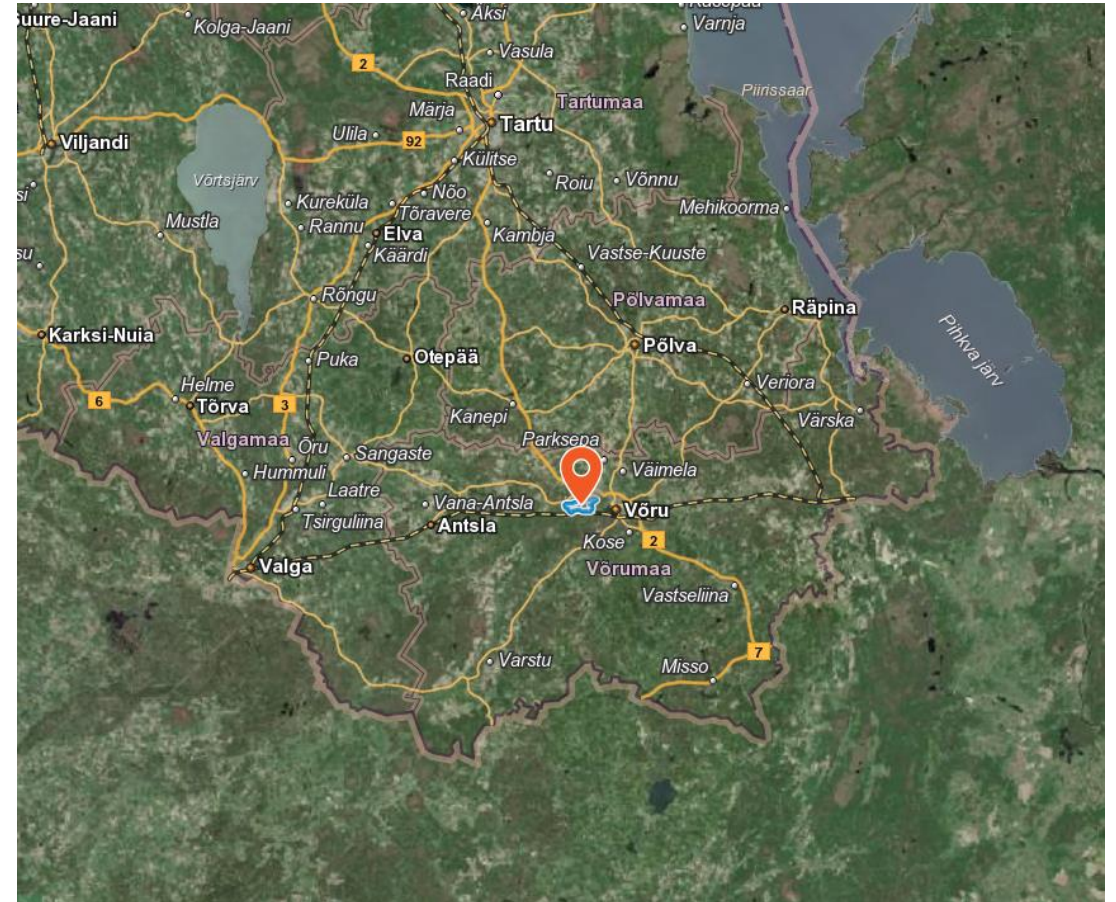 Suure-Jaani
Kolga-Jaani
Äksi
Varnja
Vasula
2
Raadi
Piirissaar
Märja
Tartumaa
Tartu
Ulila
92
Viljandi
Külitse
Võrtsjärv
Roiu
Võnnu
Nõo
Kureküla
Tõravere
Mehikoorma
Mustla
Rannu
Elva
Kambja
Käärdi
Vastse-Kuuste
Rõngu
Põlvamaa
Räpina
Karksi-Nuia
Pihkva järv
Põlva
Puka
Otepää
Veriora
Helme
6
Tõrva
3
Kanepi
Värska
Valgamaa
Õru
Parksepa
Sangaste
Hummuli
Väimela
Laatre
Vana-Antsla
Tsirguliina
Võru
Antsla
Kose
2
Valga
Võrumaa
Vastseliina
7
Varstu
Misso